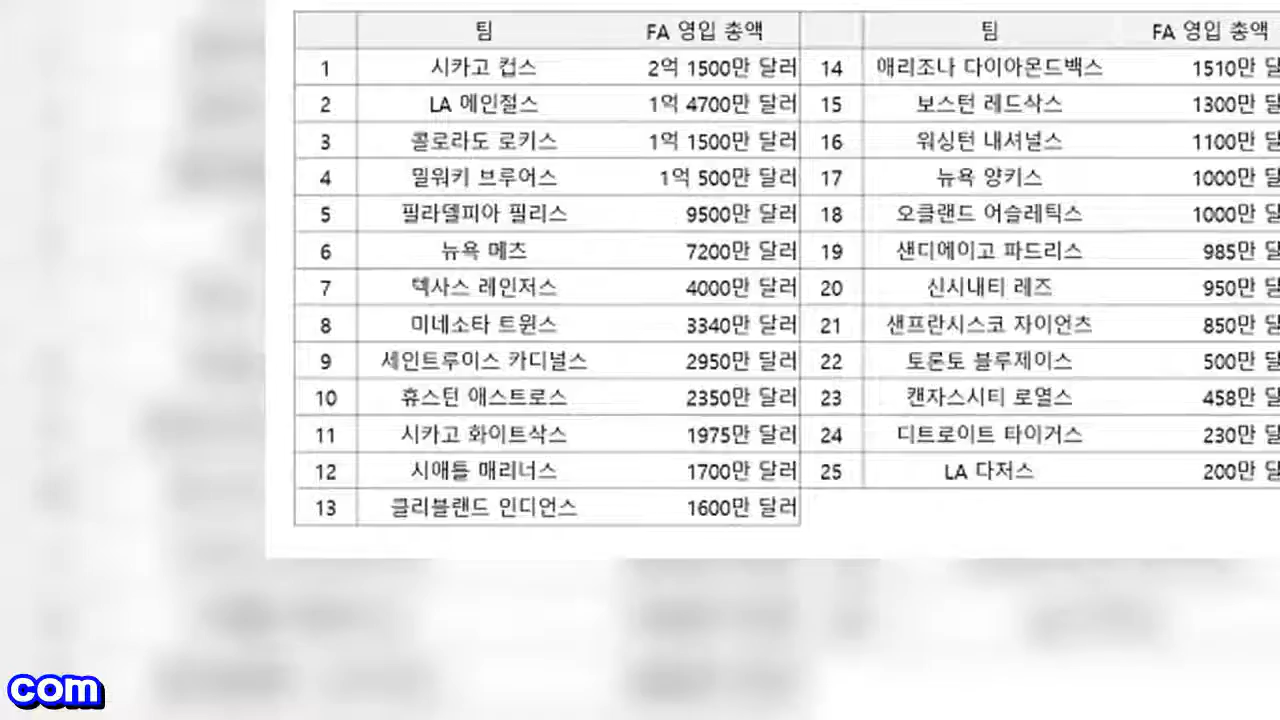 팀 FA 영입 총액 팀 FA 영입 총액
1 시카고 컵스 2억 1500만 달러 14 애리조나 다이아몬드백스 1510만 달
2 LA 에인절스 1억 4700만 달러 15 보스턴 레드삭스 1300만 달
3 콜로라도 로키스 1억 1500만 달러 16 워싱턴 내셔널스 1100만 달
4 밀워키 브루어스 1억 500만 달러 17 뉴욕 양키스 1000만 달
5 필라델피아 필리스 9500만 달러 18 오클랜드 어슬레틱스 1000만 달
6 뉴욕 메츠 7200만 달러 19 샌디에이고 파드리스 985만 달
7 텍사스 레인저스 4000만 달러 20 신시내티 레즈 950만 달
8 미네소타 트윈스 3340만 달러 21 샌프란시스코 자이언츠 850만 달
9 세인트루이스 카디널스 2950만 달러 22 토론토 블루제이스 500만 달
10 휴스턴 애스트로스 2350만 달러 23 캔자스시티 로열스 458만 달
11 시카고 화이트삭스 1975만 달러 24 디트로이트 타이거스 230만 달
12 시애틀 매리너스 1700만 달러 25 LA 다저스 200만 달
13 클리블랜드 인디언스 1600만 달러
com